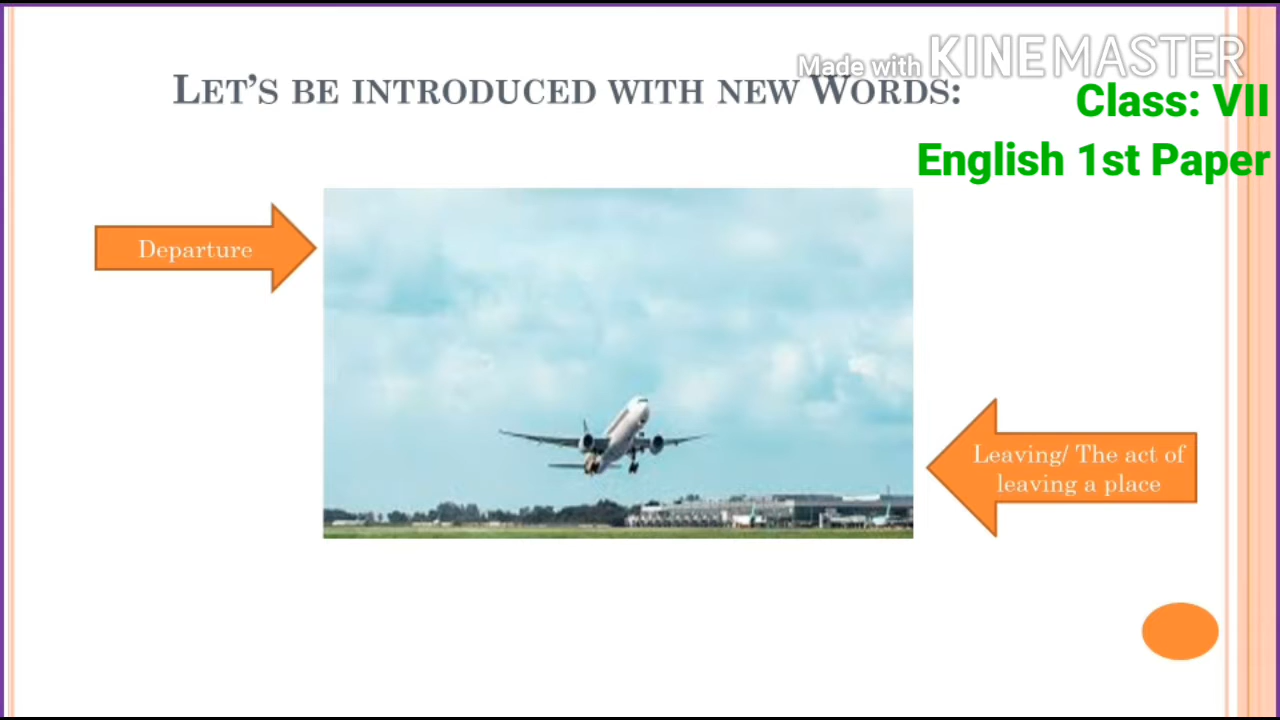 Made with KINEMASTER
LET'S BE INTRODUCED WITH NEW WORDS:
Class: VII
English 1st Paper
Departure
Leaving/ The act of
leaving a place